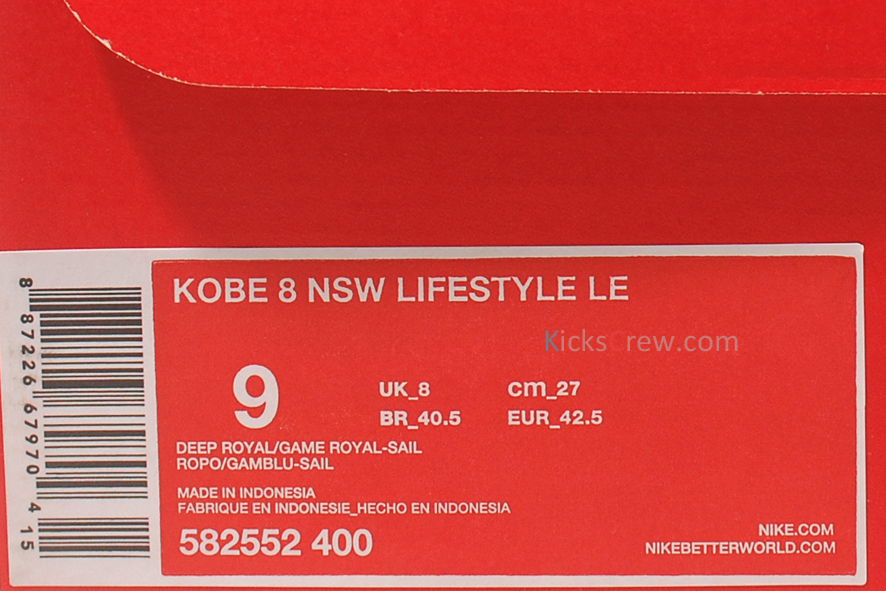 KOBE 8 NSW LIFESTYLE LE
KicksCrew.com
9
UK_8 cm_27
BR_40.5 EUR_42.5
DEEP ROYAL/GAME ROYAL-SAIL
ROPO/GAMBLU-SAIL
MADE IN INDONESIA
FABRIQUE EN INDONESIE_HECHO EN INDONESIA
582552 400
NIKE.COM
NIKEBETTERWORLD.COM
8 87226 67970 4 15